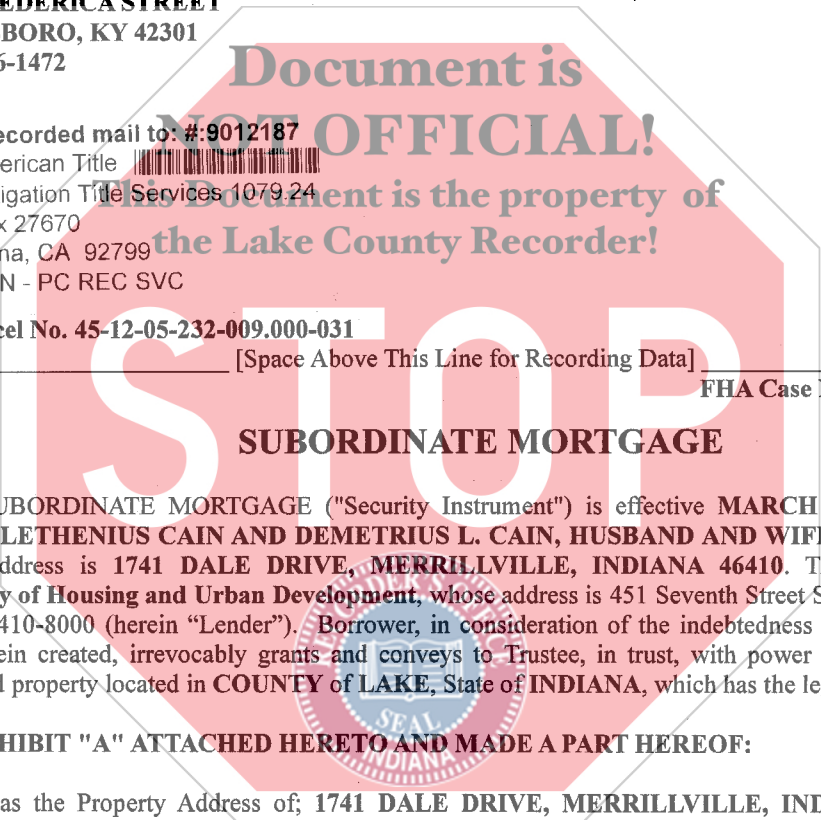 EDERICA STREET
BORO, KY 42301
6-1472
Document is
NOT OFFICIAL!
This Document is the property of
the Lake County Recorder!
ecorded mail to: #:9012187
erican Title
igation Title Services 1079.24
x 27670
na, CA 92799
N - PC REC SVC
cel No. 45-12-05-232-009.000-031
[Space Above This Line for Recording Data]
FHA Case
STOP
SUBORDINATE MORTGAGE
UBORDINATE MORTGAGE ("Security Instrument") is effective MARCH
LETHENIUS CAIN AND DEMETRIUS L. CAIN, HUSBAND AND WIF
ddress is 1741 DALE DRIVE, MERRILLVILLE, INDIANA 46410. T
y of Housing and Urban Development, whose address is 451 Seventh Street S
410-8000 (herein “Lender”). Borrower, in consideration of the indebtedness
ein created, irrevocably grants and conveys to Trustee, in trust, with power
l property located in COUNTY of LAKE, State of INDIANA, which has the le
SEAL
INDIANA
HIBIT "A" ATTACHED HERETO AND MADE A PART HEREOF:
as the Property Address of; 1741 DALE DRIVE, MERRILLVILLE, IND